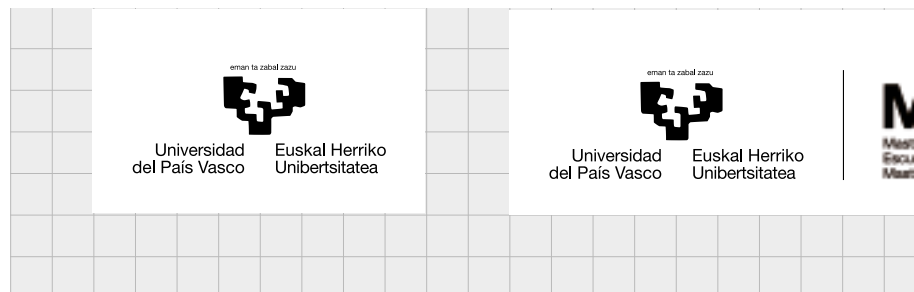 eman ta zabal zazu
Universidad
del País Vasco
Euskal Herriko
Unibertsitatea
eman ta zabal zazu
Universidad
del País Vasco
Euskal Herriko
Unibertsitatea